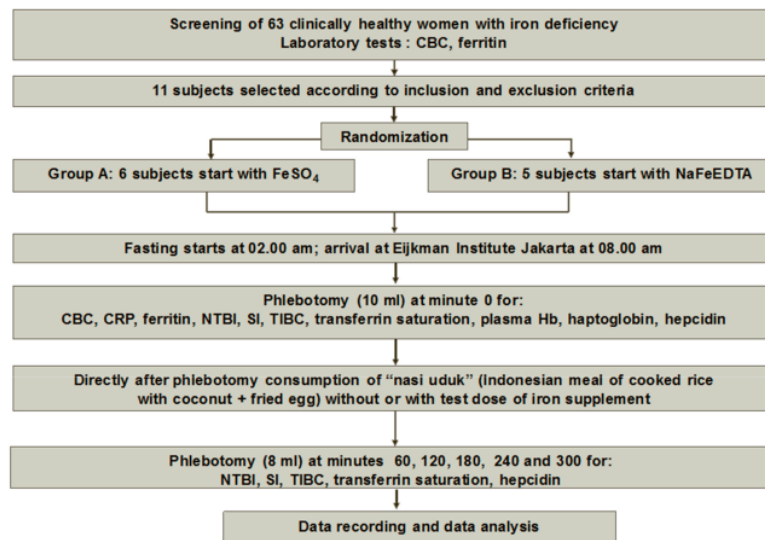 Screening of 63 clinically healthy women with iron deficiency
Laboratory tests : CBC, ferritin
11 subjects selected according to inclusion and exclusion criteria
Randomization
Group A: 6 subjects start with FeSO₄
Group B: 5 subjects start with NaFeEDTA
Fasting starts at 02.00 am; arrival at Eijkman Institute Jakarta at 08.00 am
Phlebotomy (10 ml) at minute 0 for:
CBC, CRP, ferritin, NTBI, SI, TIBC, transferrin saturation, plasma Hb, haptoglobin, hepcidin
Directly after phlebotomy consumption of “nasi uduk” (Indonesian meal of cooked rice
with coconut + fried egg) without or with test dose of iron supplement
Phlebotomy (8 ml) at minutes 60, 120, 180, 240 and 300 for:
NTBI, SI, TIBC, transferrin saturation, hepcidin
Data recording and data analysis